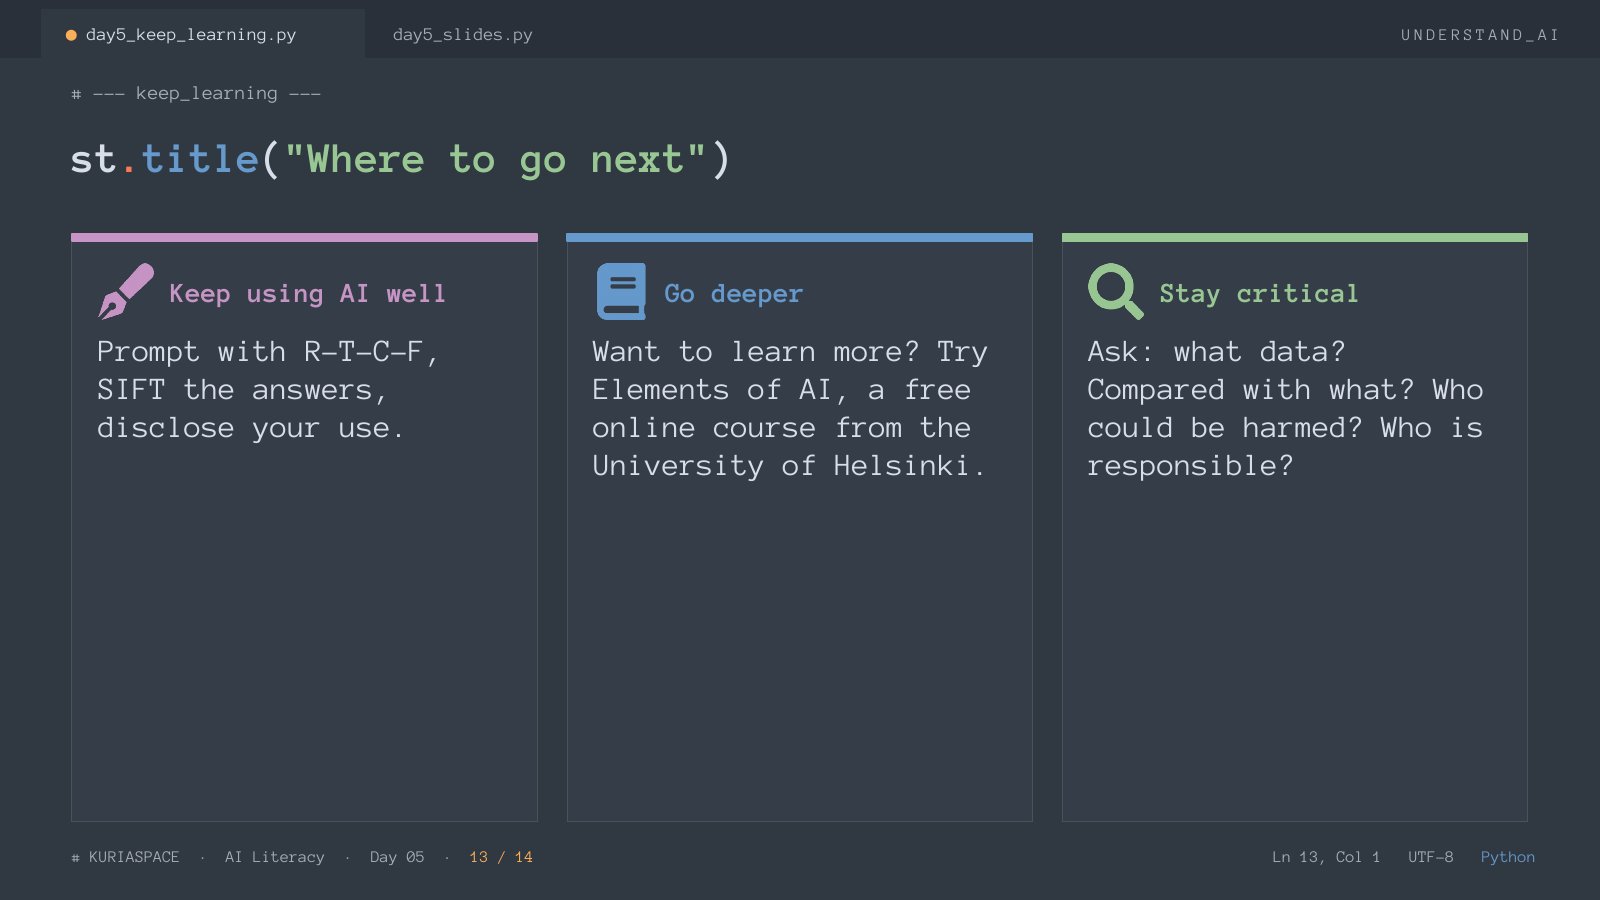 day5_keep_learning.py
day5_slides.py
UNDERSTAND_AI
# --- keep_learning ---
st.title("Where to go next")
Keep using AI well
Prompt with R-T-C-F,
SIFT the answers,
disclose your use.
Go deeper
Want to learn more? Try
Elements of AI, a free
online course from the
University of Helsinki.
Stay critical
Ask: what data?
Compared with what? Who
could be harmed? Who is
responsible?
# KURIASPACE · AI Literacy · Day 05 · 13 / 14
Ln 13, Col 1 UTF-8 Python